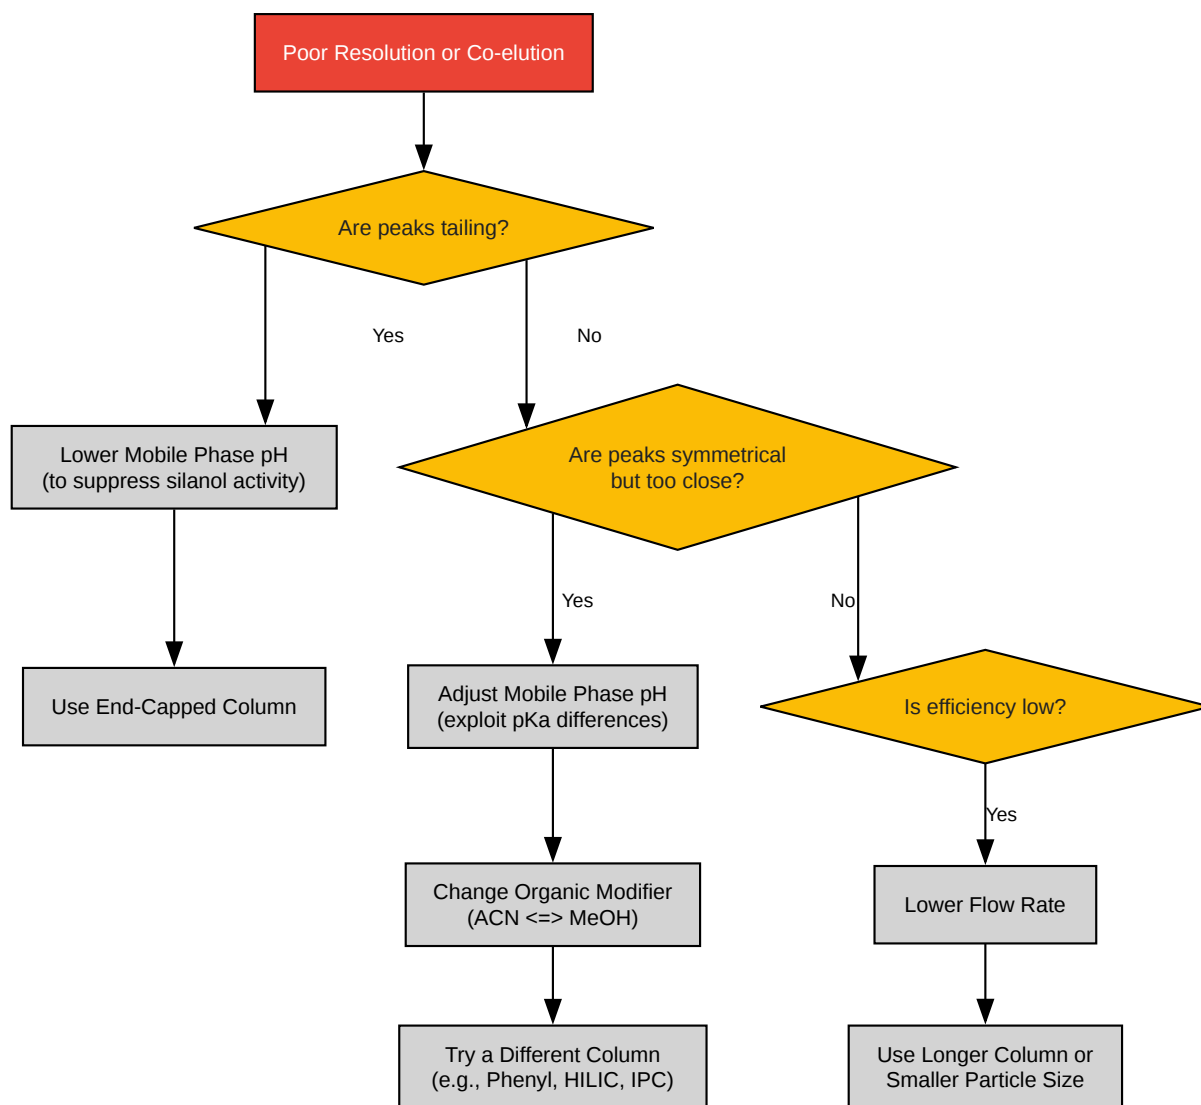 Poor Resolution or Co-elution
Are peaks tailing?
Yes
No
Lower Mobile Phase pH
(to suppress silanol activity)
Are peaks symmetrical
but too close?
Yes
No
Use End-Capped Column
Adjust Mobile Phase pH
(exploit pKa differences)
Is efficiency low?
Yes
Change Organic Modifier
(ACN <=> MeOH)
Lower Flow Rate
Try a Different Column
(e.g., Phenyl, HILIC, IPC)
Use Longer Column or
Smaller Particle Size